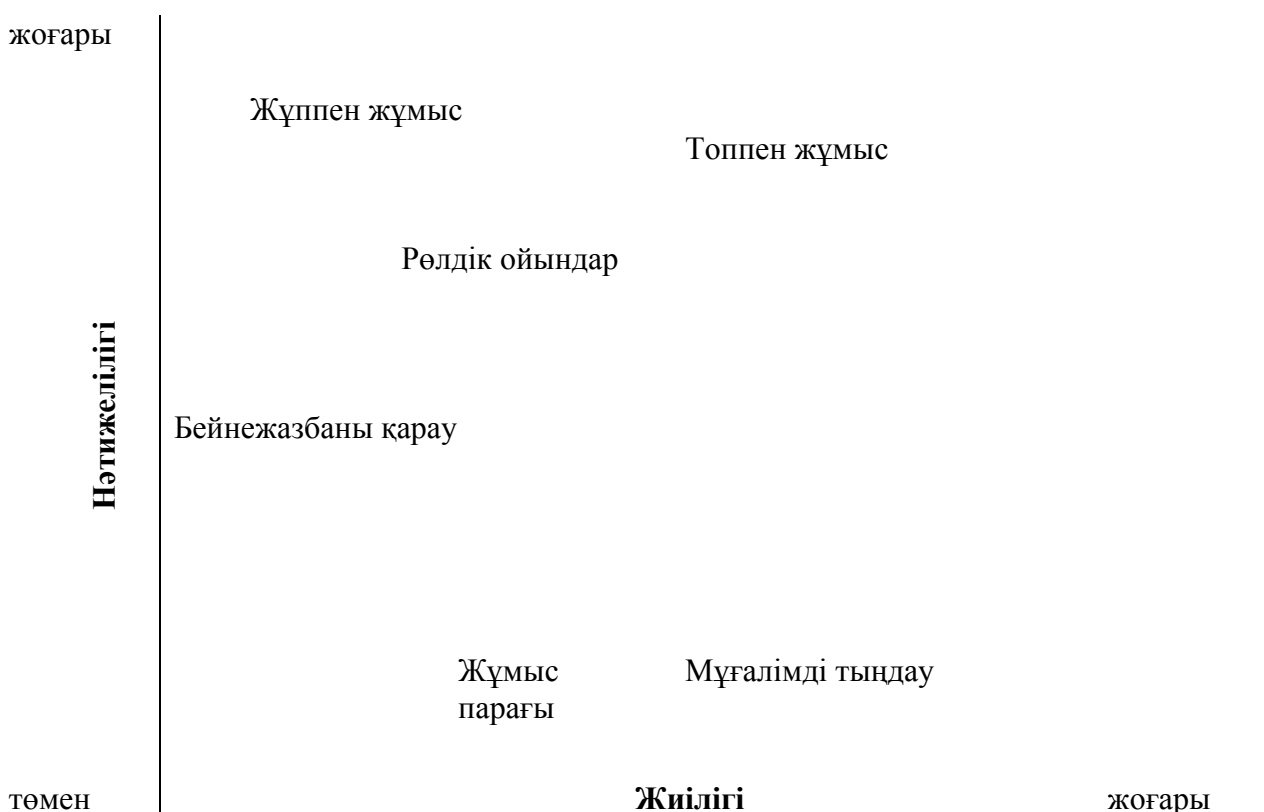 жоғары
Жұппен жұмыс
Топпен жұмыс
Рөлдік ойындар
Нәтижелілігі
Бейнежазбаны қарау
Жұмыс
парағы
Мұғалімді тыңдау
төмен
Жиілігі
жоғары